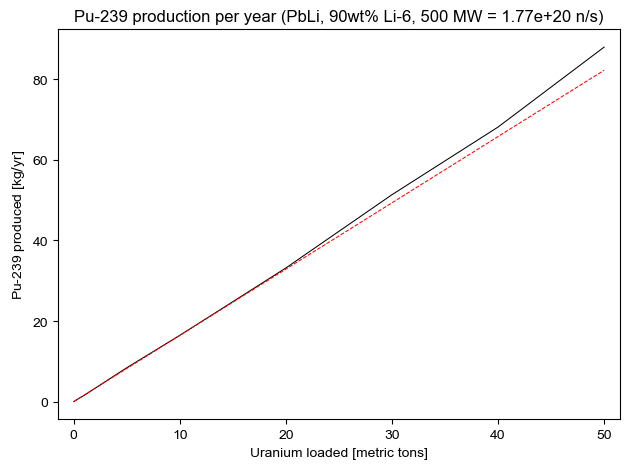 Pu-239 production per year (PbLi, 90wt% Li-6, 500 MW = 1.77e+20 n/s)
80
60
40
20
0
Pu-239 produced [kg/yr]
0 10 20 30 40 50
Uranium loaded [metric tons]